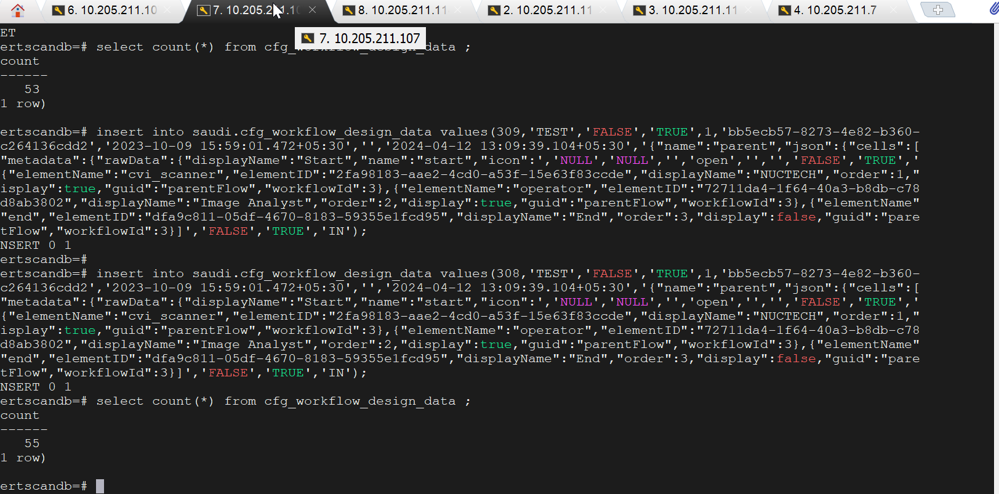 6. 10.205.211.10
7. 10.205.211.10
8. 10.205.211.11
2. 10.205.211.11
3. 10.205.211.11
4. 10.205.211.7
7. 10.205.211.107
ET
ertscandb=# select count(*) from cfg_workflow_design_data ;
count
------
53
1 row)
ertscandb=# insert into saudi.cfg_workflow_design_data values(309,'TEST','FALSE','TRUE',1,'bb5ecb57-8273-4e82-b360-
c264136cdd2','2023-10-09 15:59:01.472+05:30','','2024-04-12 13:09:39.104+05:30','{"name":"parent","json":{"cells":[
"metadata":{"rawData":{"displayName":"Start","name":"start","icon":','NULL','NULL','','open','','','FALSE','TRUE','
{"elementName":"cvi_scanner","elementID":"2fa98183-aae2-4cd0-a53f-15e63f83ccde","displayName":"NUCTECH","order":1,"
isplay":true,"guid":"parentFlow","workflowId":3},{"elementName":"operator","elementID":"72711da4-1f64-40a3-b8db-c78
d8ab3802","displayName":"Image Analyst","order":2,"display":true,"guid":"parentFlow","workflowId":3},{"elementName"
"end","elementID":"dfa9c811-05df-4670-8183-59355e1fcd95","displayName":"End","order":3,"display":false,"guid":"pare
tFlow","workflowId":3}]','FALSE','TRUE','IN');
NSERT 0 1
ertscandb=#
ertscandb=# insert into saudi.cfg_workflow_design_data values(308,'TEST','FALSE','TRUE',1,'bb5ecb57-8273-4e82-b360-
c264136cdd2','2023-10-09 15:59:01.472+05:30','','2024-04-12 13:09:39.104+05:30','{"name":"parent","json":{"cells":[
"metadata":{"rawData":{"displayName":"Start","name":"start","icon":','NULL','NULL','','open','','','FALSE','TRUE','
{"elementName":"cvi_scanner","elementID":"2fa98183-aae2-4cd0-a53f-15e63f83ccde","displayName":"NUCTECH","order":1,"
isplay":true,"guid":"parentFlow","workflowId":3},{"elementName":"operator","elementID":"72711da4-1f64-40a3-b8db-c78
d8ab3802","displayName":"Image Analyst","order":2,"display":true,"guid":"parentFlow","workflowId":3},{"elementName"
"end","elementID":"dfa9c811-05df-4670-8183-59355e1fcd95","displayName":"End","order":3,"display":false,"guid":"pare
tFlow","workflowId":3}]','FALSE','TRUE','IN');
NSERT 0 1
ertscandb=# select count(*) from cfg_workflow_design_data ;
count
------
55
1 row)
ertscandb=#